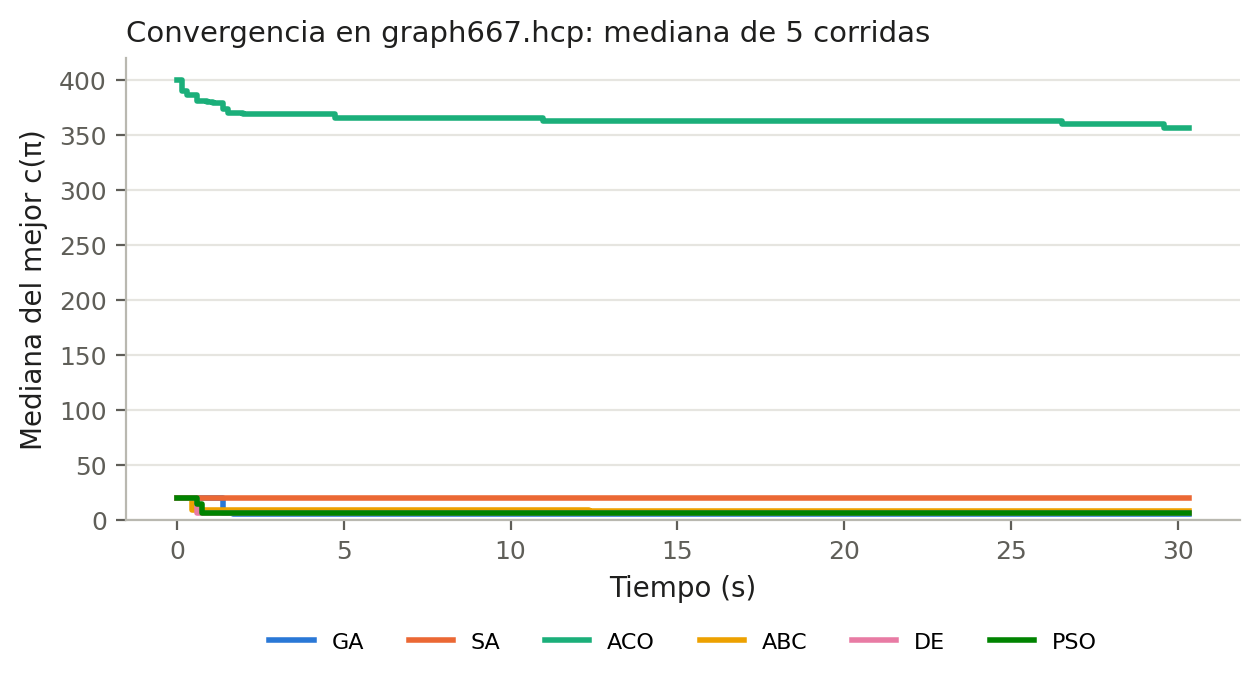 Convergencia en graph667.hcp: mediana de 5 corridas
Mediana del mejor c(π)
400
350
300
250
200
150
100
50
0
0 5 10 15 20 25 30
Tiempo (s)
GA SA ACO ABC DE PSO